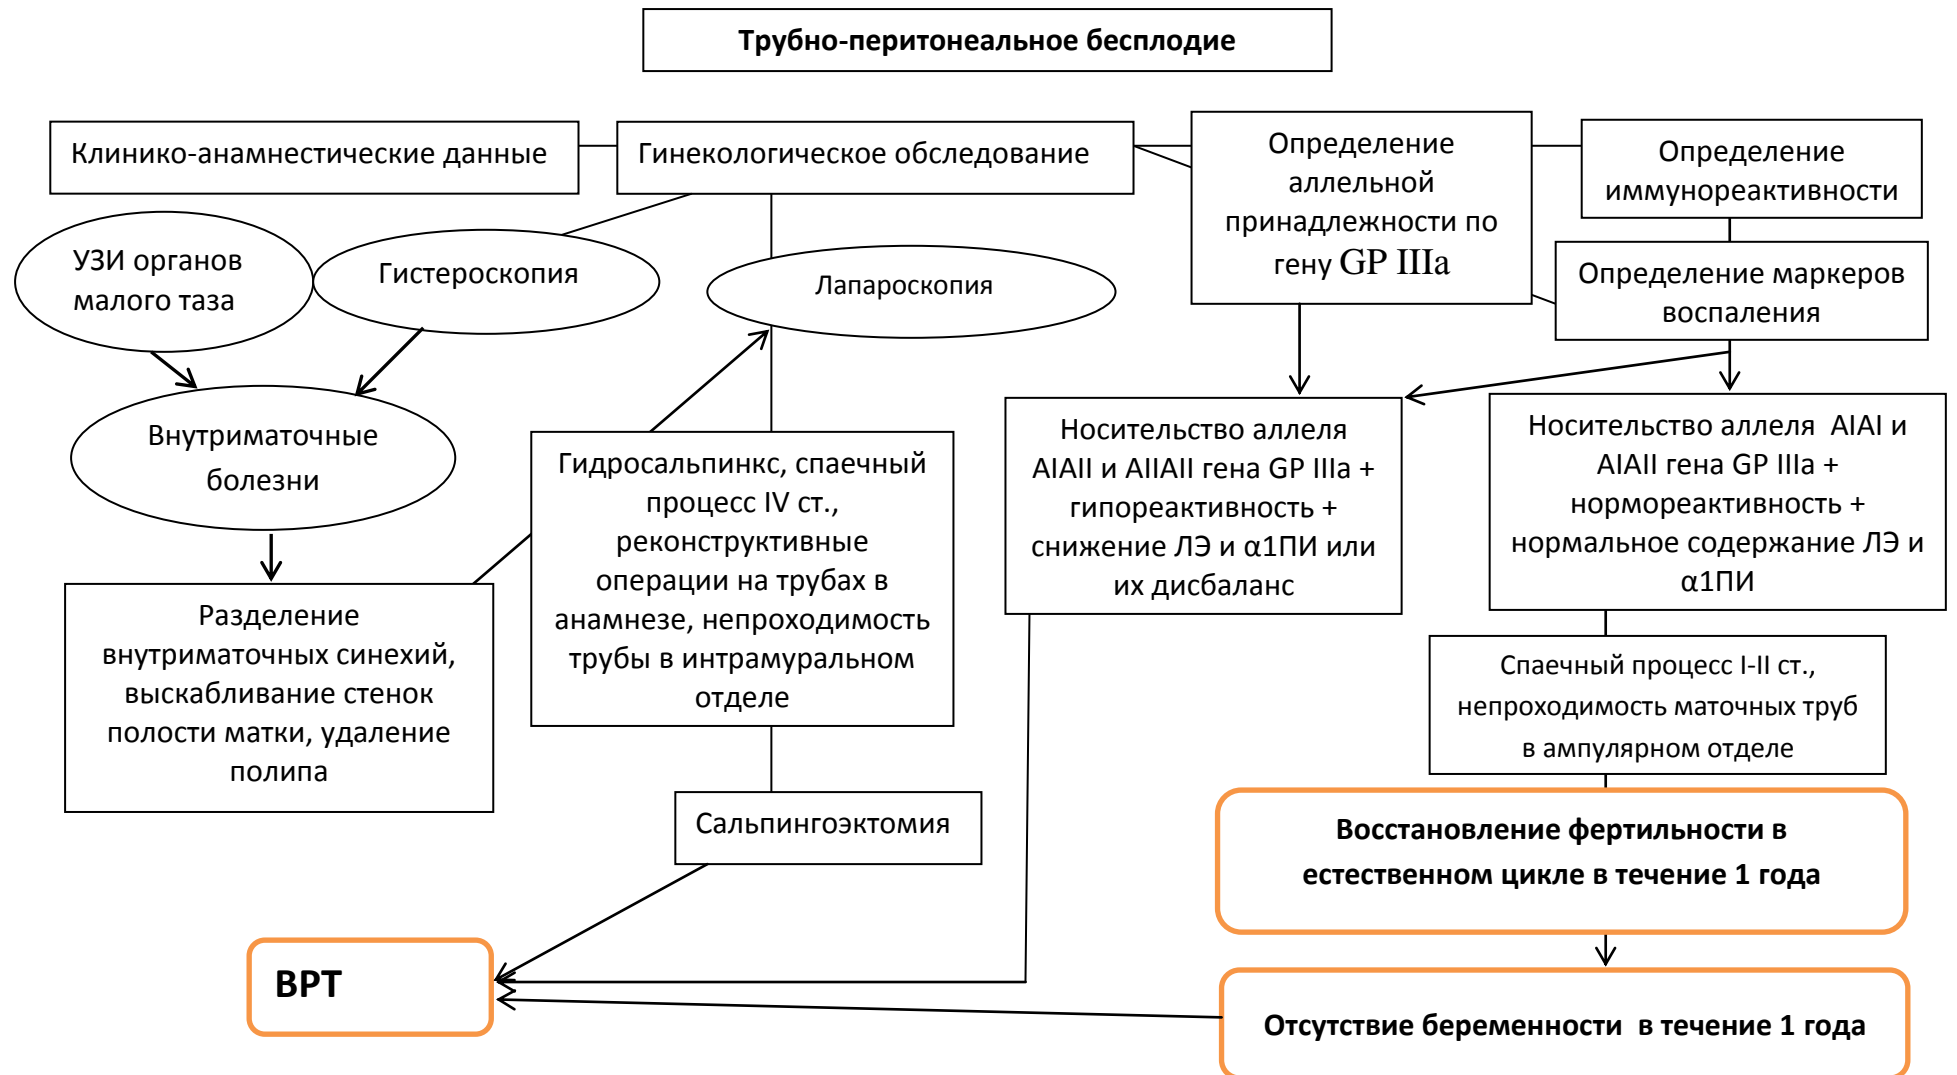 Трубно-перитонеальное бесплодие
Клинико-анамнестические данные
Гинекологическое обследование
Определение
аллельной
принадлежности по
гену GP IIIa
Определение
иммунореактивности
УЗИ органов
малого таза
Гистероскопия
Лапароскопия
Определение маркеров
воспаления
Внутриматочные
болезни
Гидросальпинкс, спаечный
процесс IV ст.,
реконструктивные
операции на трубах в
анамнезе, непроходимость
трубы в интрамуральном
отделе
Носительство аллеля
AIAII и AIIAII гена GP IIIa +
гипореактивность +
снижение ЛЭ и α1ПИ или
их дисбаланс
Носительство аллеля AIAI и
AIAII гена GP IIIa +
нормореактивность +
нормальное содержание ЛЭ и
α1ПИ
Разделение
внутриматочных синехий,
выскабливание стенок
полости матки, удаление
полипа
Спаечный процесс I-II ст.,
непроходимость маточных труб
в ампулярном отделе
Сальпингоэктомия
Восстановление фертильности в
естественном цикле в течение 1 года
ВРТ
Отсутствие беременности в течение 1 года